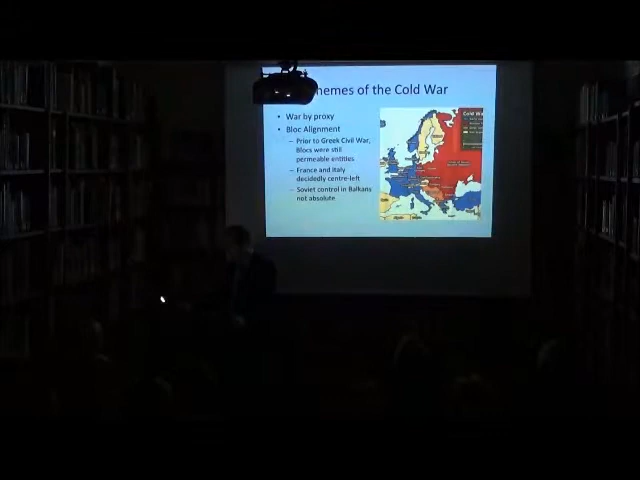 hemes of the Cold War
• War by proxy
• Bloc Alignment
– Prior to Greek Civil War,
Blocs were still
permeable entities
– France and Italy
decidedly centre-left
– Soviet control in Balkans
not absolute
Cold War